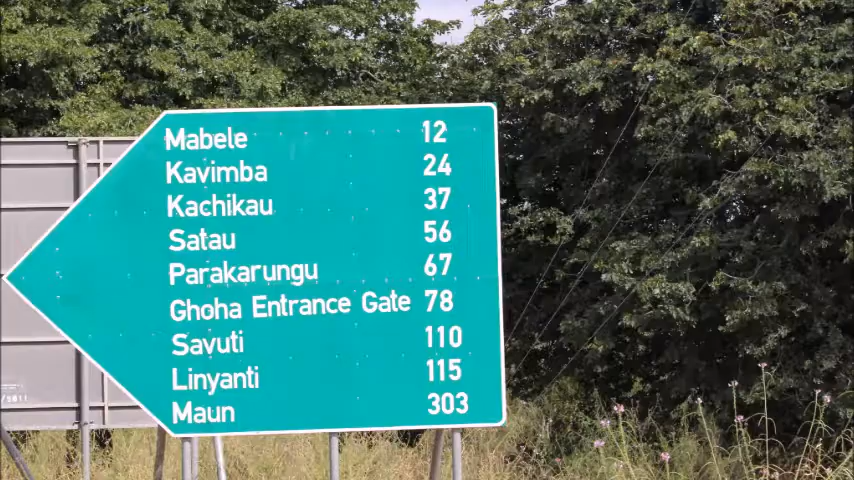 Mabele 12
Kavimba 24
Kachikau 37
Satau 56
Parakarungu 67
Ghoha Entrance Gate 78
Savuti 110
Linyanti 115
Maun 303